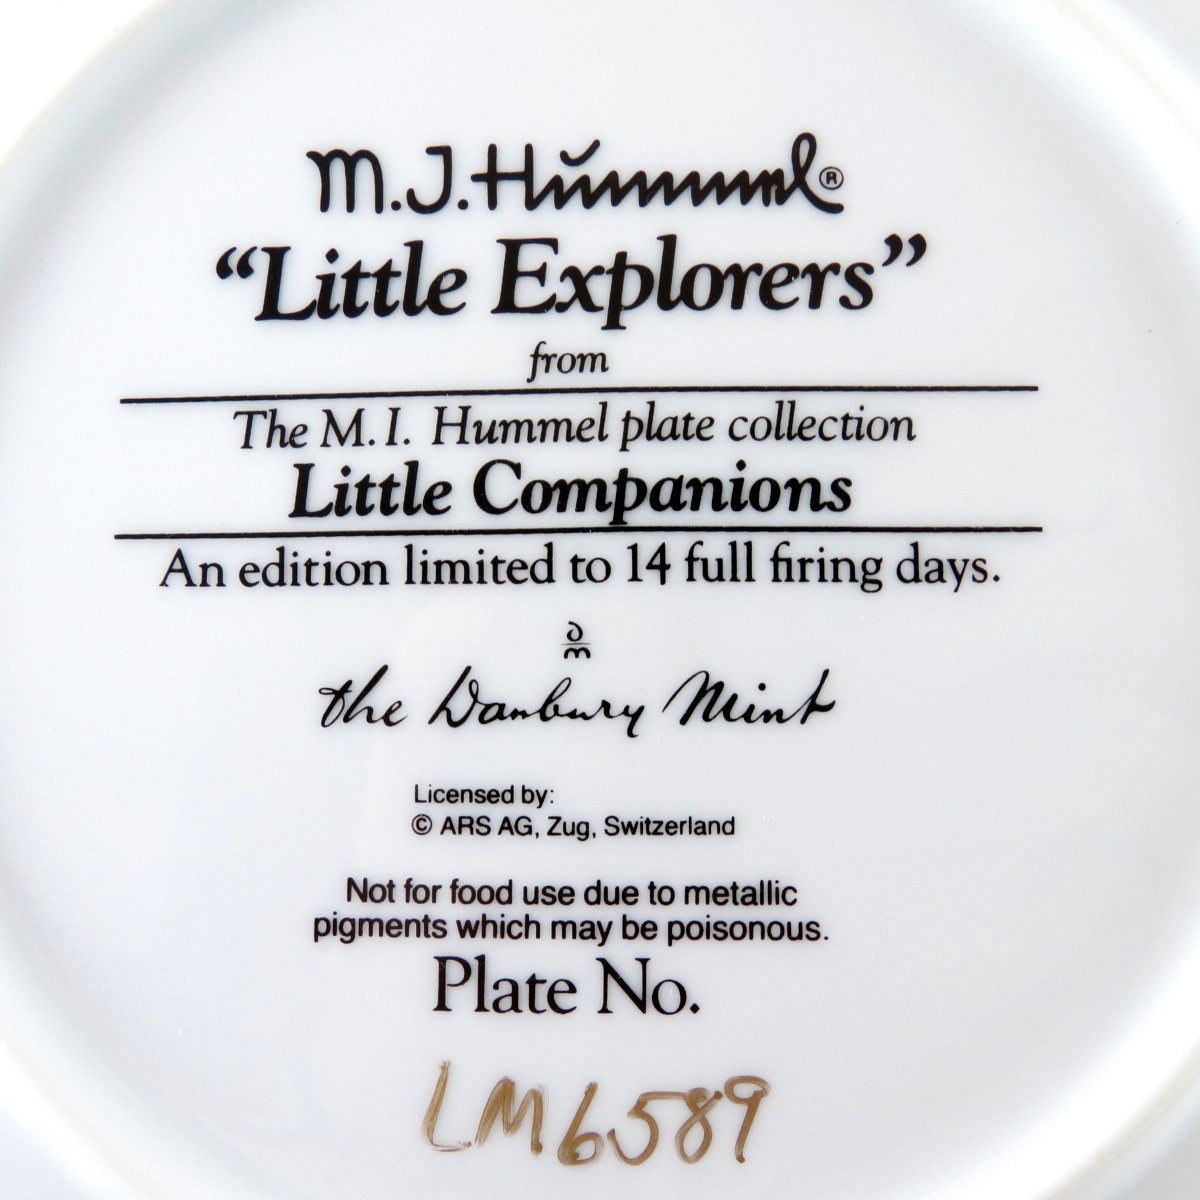 M.J.Hummel®
“Little Explorers”
from
The M. I. Hummel plate collection
Little Companions
An edition limited to 14 full firing days.
d
m
the Danbury Mint
Licensed by:
© ARS AG, Zug, Switzerland
Not for food use due to metallic
pigments which may be poisonous.
Plate No.
LM6589